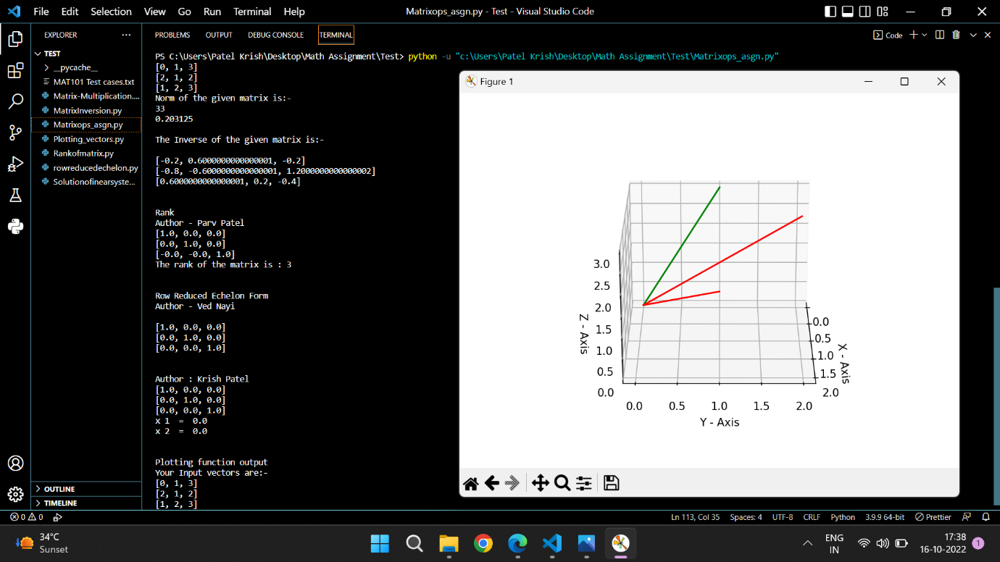 File Edit Selection View Go Run Terminal Help
Matrixops_asgn.py - Test - Visual Studio Code
EXPLORER
TEST
__pycache__
MAT101 Test cases.txt
Matrix-Multiplication....
MatrixInversion.py
Matrixops_asgn.py
Plotting_vectors.py
Rankofmatrix.py
rowreducedechelon.py
Solutionofinearsyste...
OUTLINE
TIMELINE
PROBLEMS OUTPUT DEBUG CONSOLE TERMINAL
Code
PS C:\Users\Patel Krish\Desktop\Math Assignment\Test> python -u "c:\Users\Patel Krish\Desktop\Math Assignment\Test\Matrixops_asgn.py"
[0, 1, 3]
[2, 1, 2]
[1, 2, 3]
Norm of the given matrix is:-
33
0.203125
The Inverse of the given matrix is:-
[-0.2, 0.6000000000000001, -0.2]
[-0.8, -0.6000000000000001, 1.2000000000000002]
[0.6000000000000001, 0.2, -0.4]
Rank
Author - Parv Patel
[1.0, 0.0, 0.0]
[0.0, 1.0, 0.0]
[-0.0, -0.0, 1.0]
The rank of the matrix is : 3
Row Reduced Echelon Form
Author - Ved Nayi
[1.0, 0.0, 0.0]
[0.0, 1.0, 0.0]
[0.0, 0.0, 1.0]
Author : Krish Patel
[1.0, 0.0, 0.0]
[0.0, 1.0, 0.0]
[0.0, 0.0, 1.0]
x 1 = 0.0
x 2 = 0.0
Plotting function output
Your Input vectors are:-
[0, 1, 3]
[2, 1, 2]
[1, 2, 3]
Figure 1
3.0
2.5
2.0
1.5
1.0
0.5
0.0
Z - Axis
0.0
0.5
1.0
1.5
2.0
X - Axis
0.0 0.5 1.0 1.5 2.0
Y - Axis
0 0
Ln 113, Col 35 Spaces: 4 UTF-8 CRLF Python 3.9.9 64-bit Prettier
34°C
Sunset
ENG
IN
17:38
16-10-2022
1